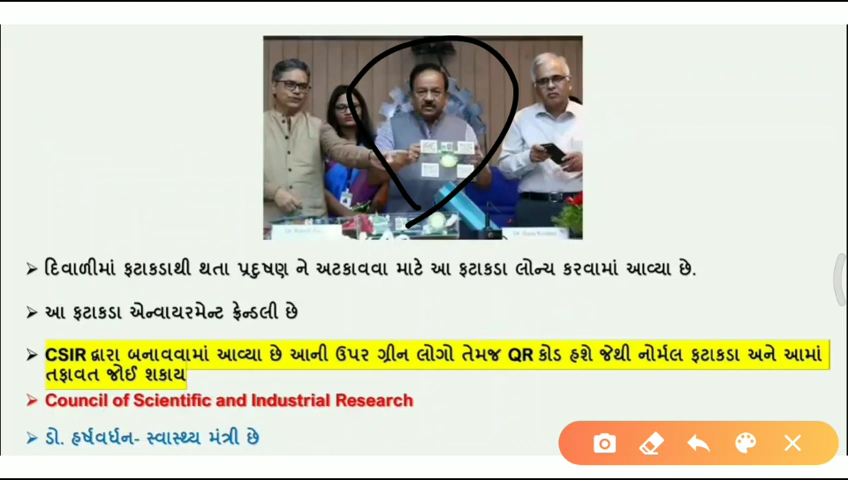 ➢ દિવાળીમાં ફટાકડાથી થતા પ્રદુષણ ને અટકાવવા માટે આ ફટાકડા લોન્ચ કરવામાં આવ્યા છે.
➢ આ ફટાકડા એન્વાયરમેન્ટ ફ્રેન્ડલી છે
➢ CSIR દ્વારા બનાવવામાં આવ્યા છે આની ઉપર ગ્રીન લોગો તેમજ QR કોડ હશે જેથી નોર્મલ ફટાકડા અને આમાં
તફાવત જોઈ શકાય
➢ Council of Scientific and Industrial Research
➢ ડો. હર્ષવર્ધન- સ્વાસ્થ્ય મંત્રી છે